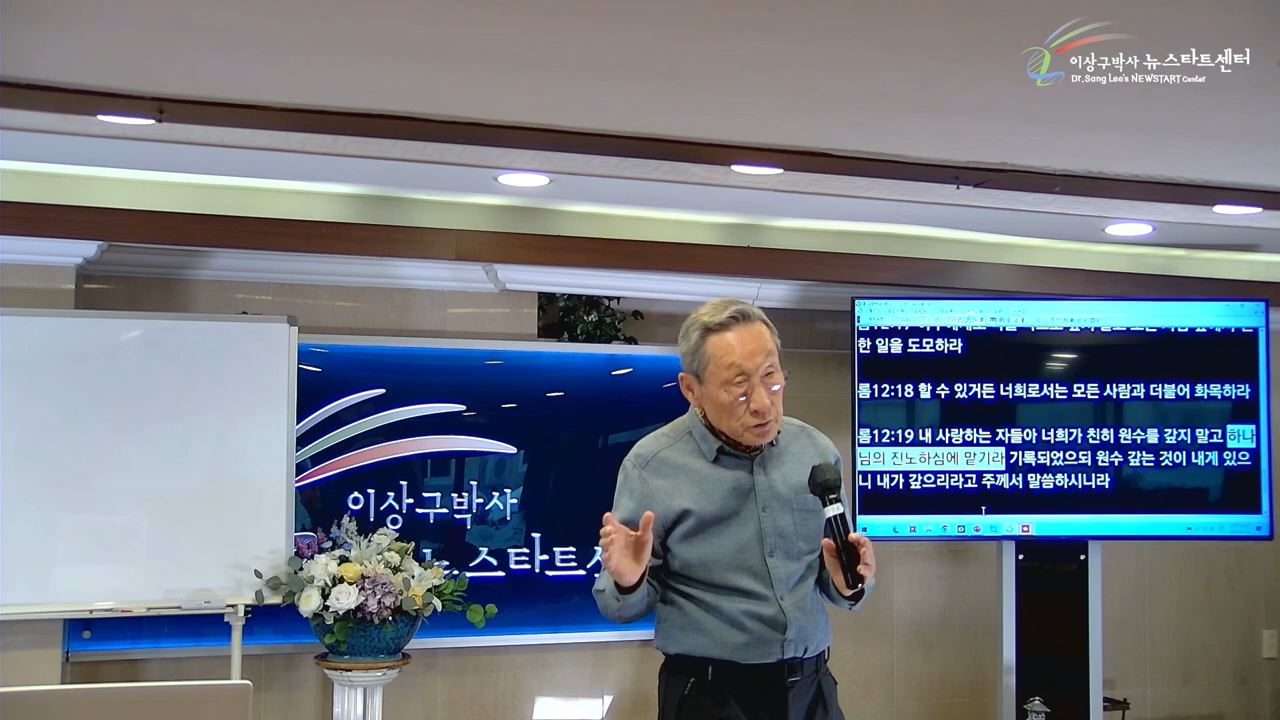 이상구박사 뉴스타트센터
Dr. Sang Lee's NEWSTART Center
한 일을 도모하라
롬12:18 할 수 있거든 너희로서는 모든 사람과 더불어 화목하라
롬12:19 내 사랑하는 자들아 너희가 친히 원수를 갚지 말고 하나
님의 진노하심에 맡기라 기록되었으되 원수 갚는 것이 내게 있으
니 내가 갚으리라고 주께서 말씀하시니라
이상구박사
뉴스타트